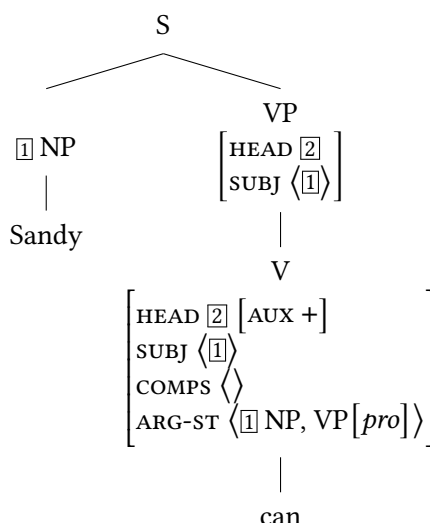 S
1 NP
VP
[HEAD 2
SUBJ ⟨1⟩]
Sandy
V
[HEAD 2 [AUX +]
SUBJ ⟨1⟩
COMPS ⟨⟩
ARG-ST ⟨1 NP, VP[pro]⟩]
can